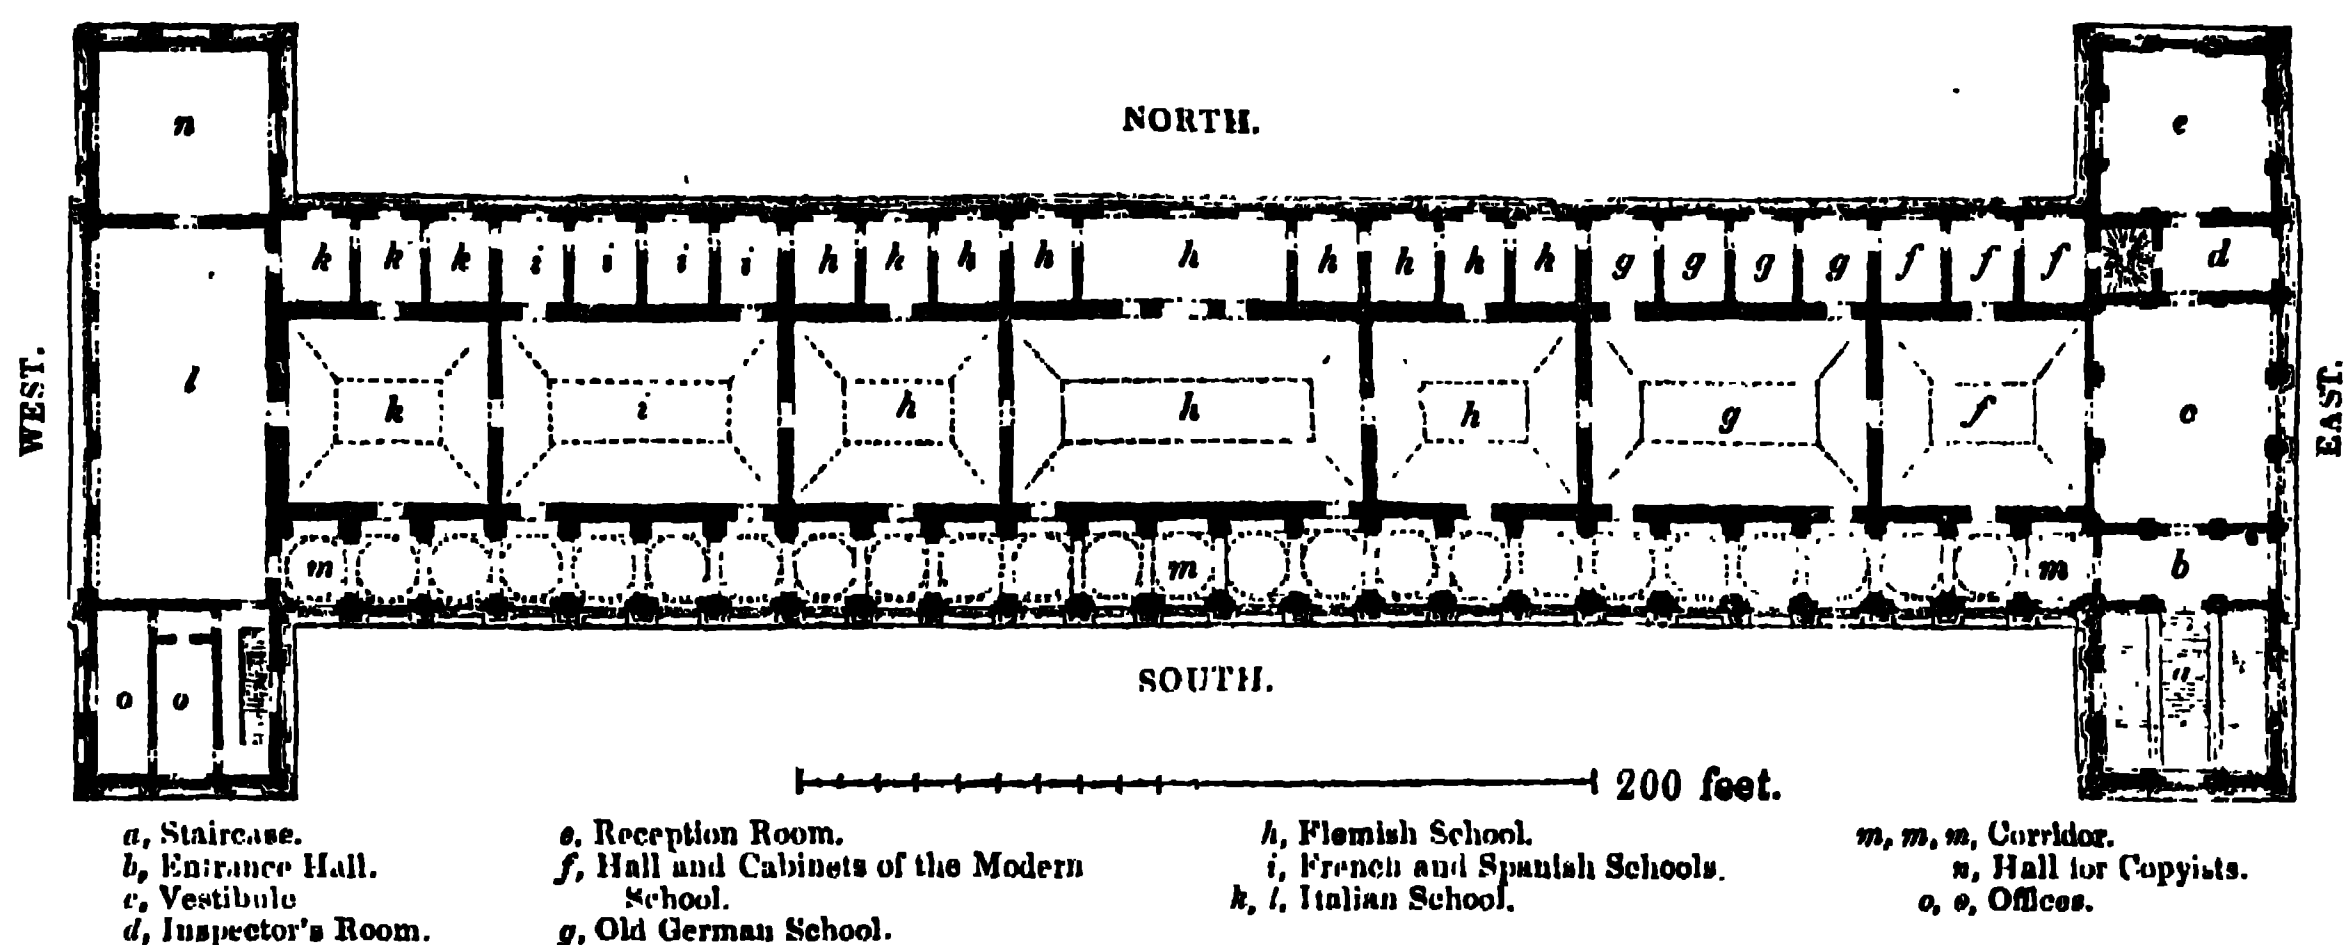 n
NORTH.
e
k k k i i i i h h h h h h h h h g g g g f f f d
WEST.
l
k i h h h g f
c
EAST.
m m m b
o o
a
SOUTH.
200 feet.
a, Staircase.
b, Entrance Hall.
c, Vestibule
d, Inspector's Room.
e, Reception Room.
f, Hall and Cabinets of the Modern
School.
g, Old German School.
h, Flemish School.
i, French and Spanish Schools.
k, l, Italian School.
m, m, m, Corridor.
n, Hall for Copyists.
o, o, Offices.